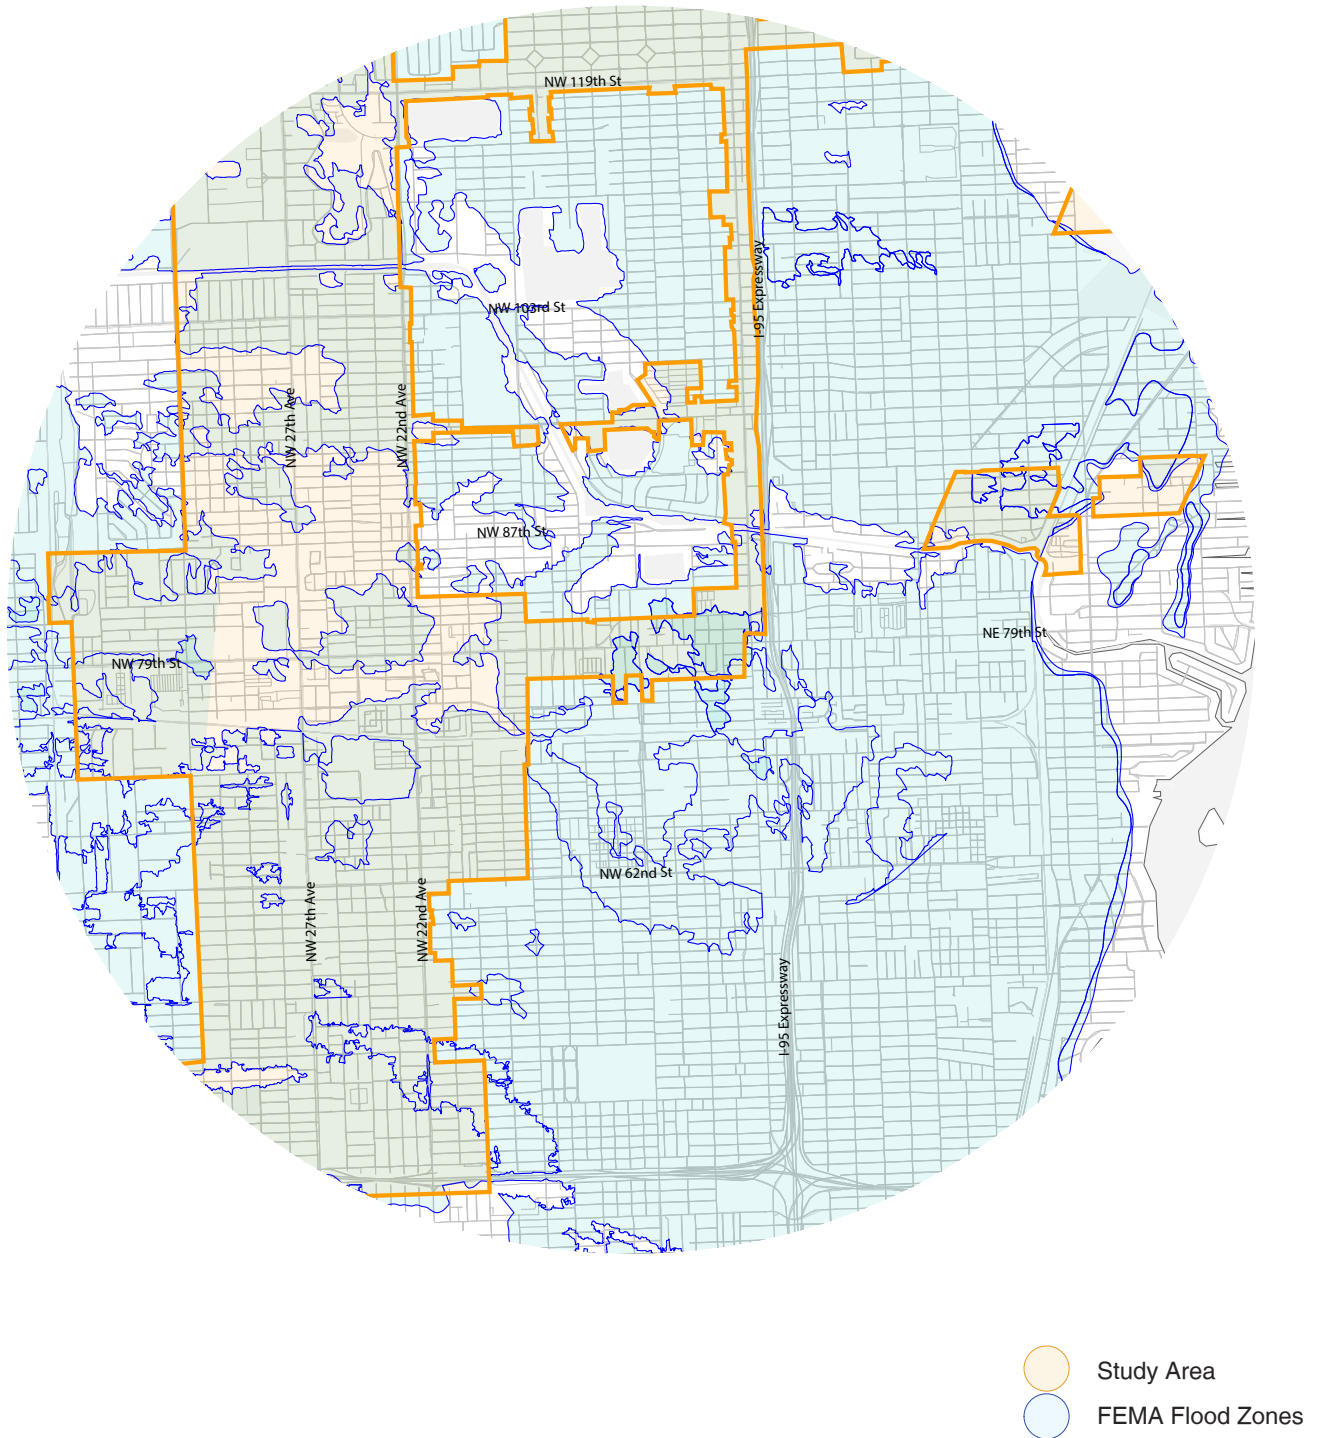 NW 119th St
I-95 Expressway
NW 103rd St
NW 27th Ave
NW 22nd Ave
NW 87th St
NE 79th St
NW 79th St
NW 62nd St
NW 27th Ave
NW 22nd Ave
I-95 Expressway
Study Area
FEMA Flood Zones